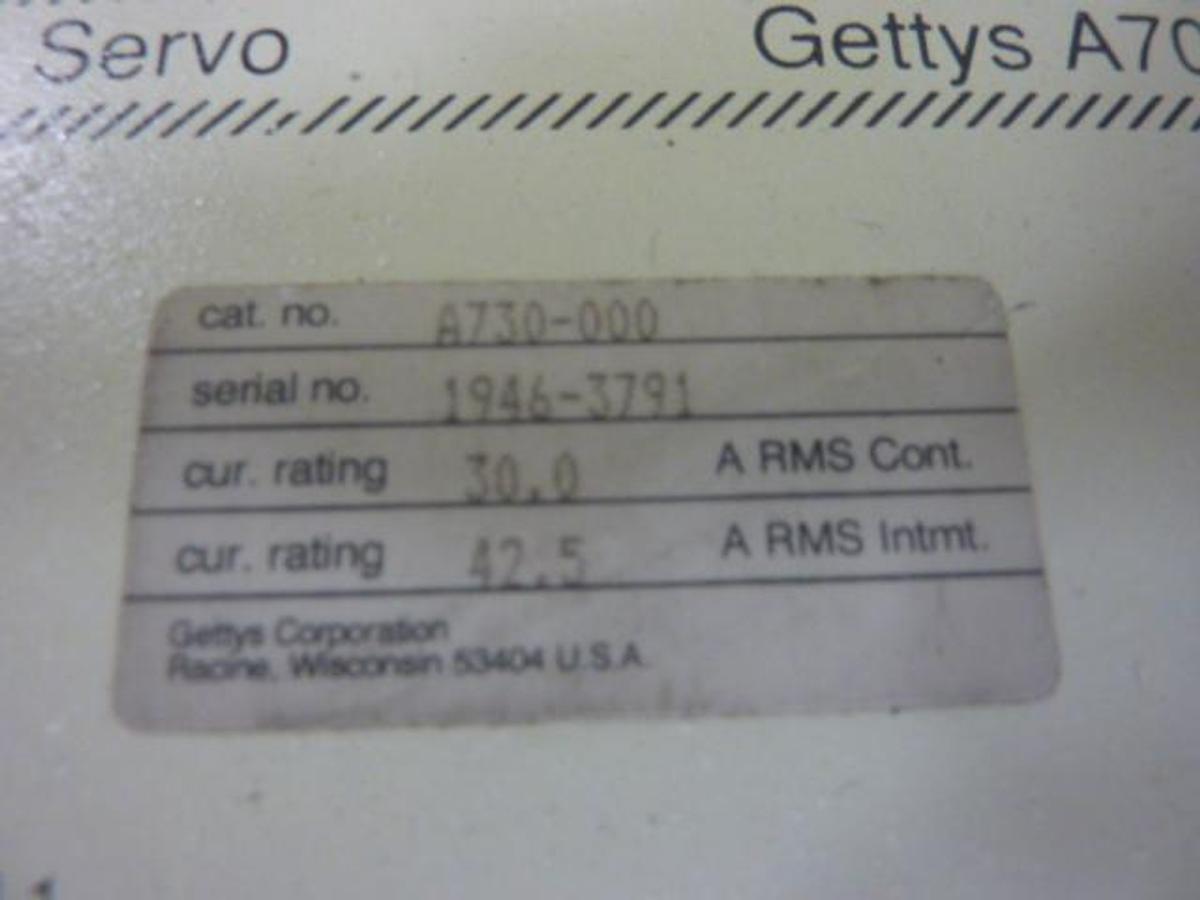 Servo Gettys A70
cat. no. A730-000
serial no. 1946-3791
cur. rating 30.0 A RMS Cont.
cur. rating 42.5 A RMS Intmt.
Gettys Corporation
Racine, Wisconsin 53404 U.S.A.